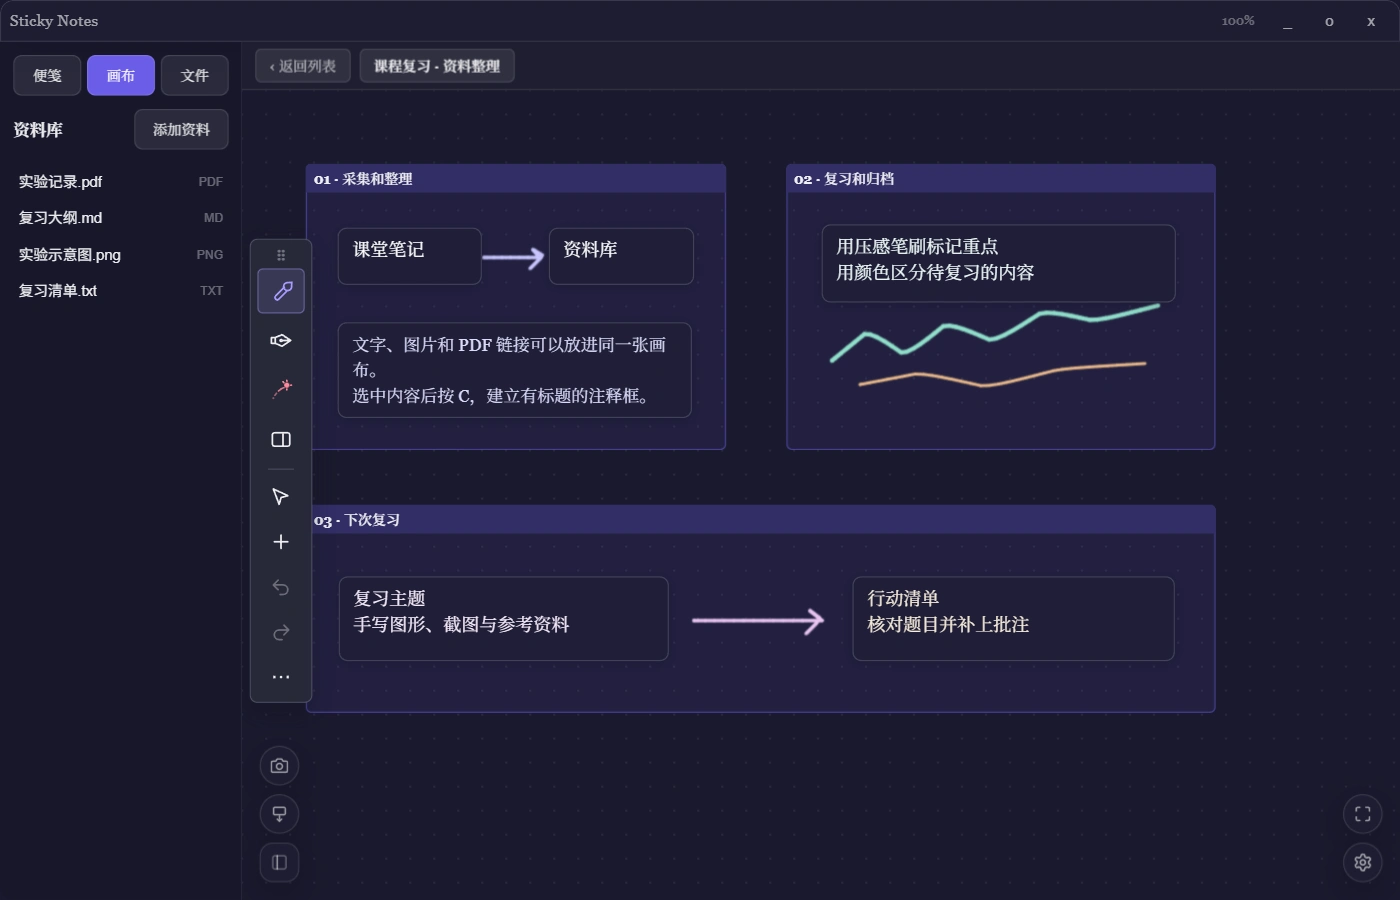 Sticky Notes
100%
_ o x
便笺 画布 文件
‹ 返回列表
课程复习 - 资料整理
资料库
添加资料
实验记录.pdf PDF
复习大纲.md MD
实验示意图.png PNG
复习清单.txt TXT
01 - 采集和整理
课堂笔记
资料库
文字、图片和 PDF 链接可以放进同一张画
布。
选中内容后按 C，建立有标题的注释框。
02 - 复习和归档
用压感笔刷标记重点
用颜色区分待复习的内容
03 - 下次复习
复习主题
手写图形、截图与参考资料
行动清单
核对题目并补上批注